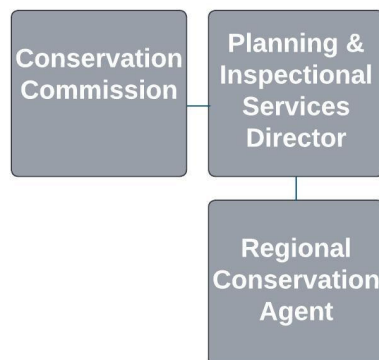 Conservation
Commission
Planning &
Inspectional
Services
Director
Regional
Conservation
Agent